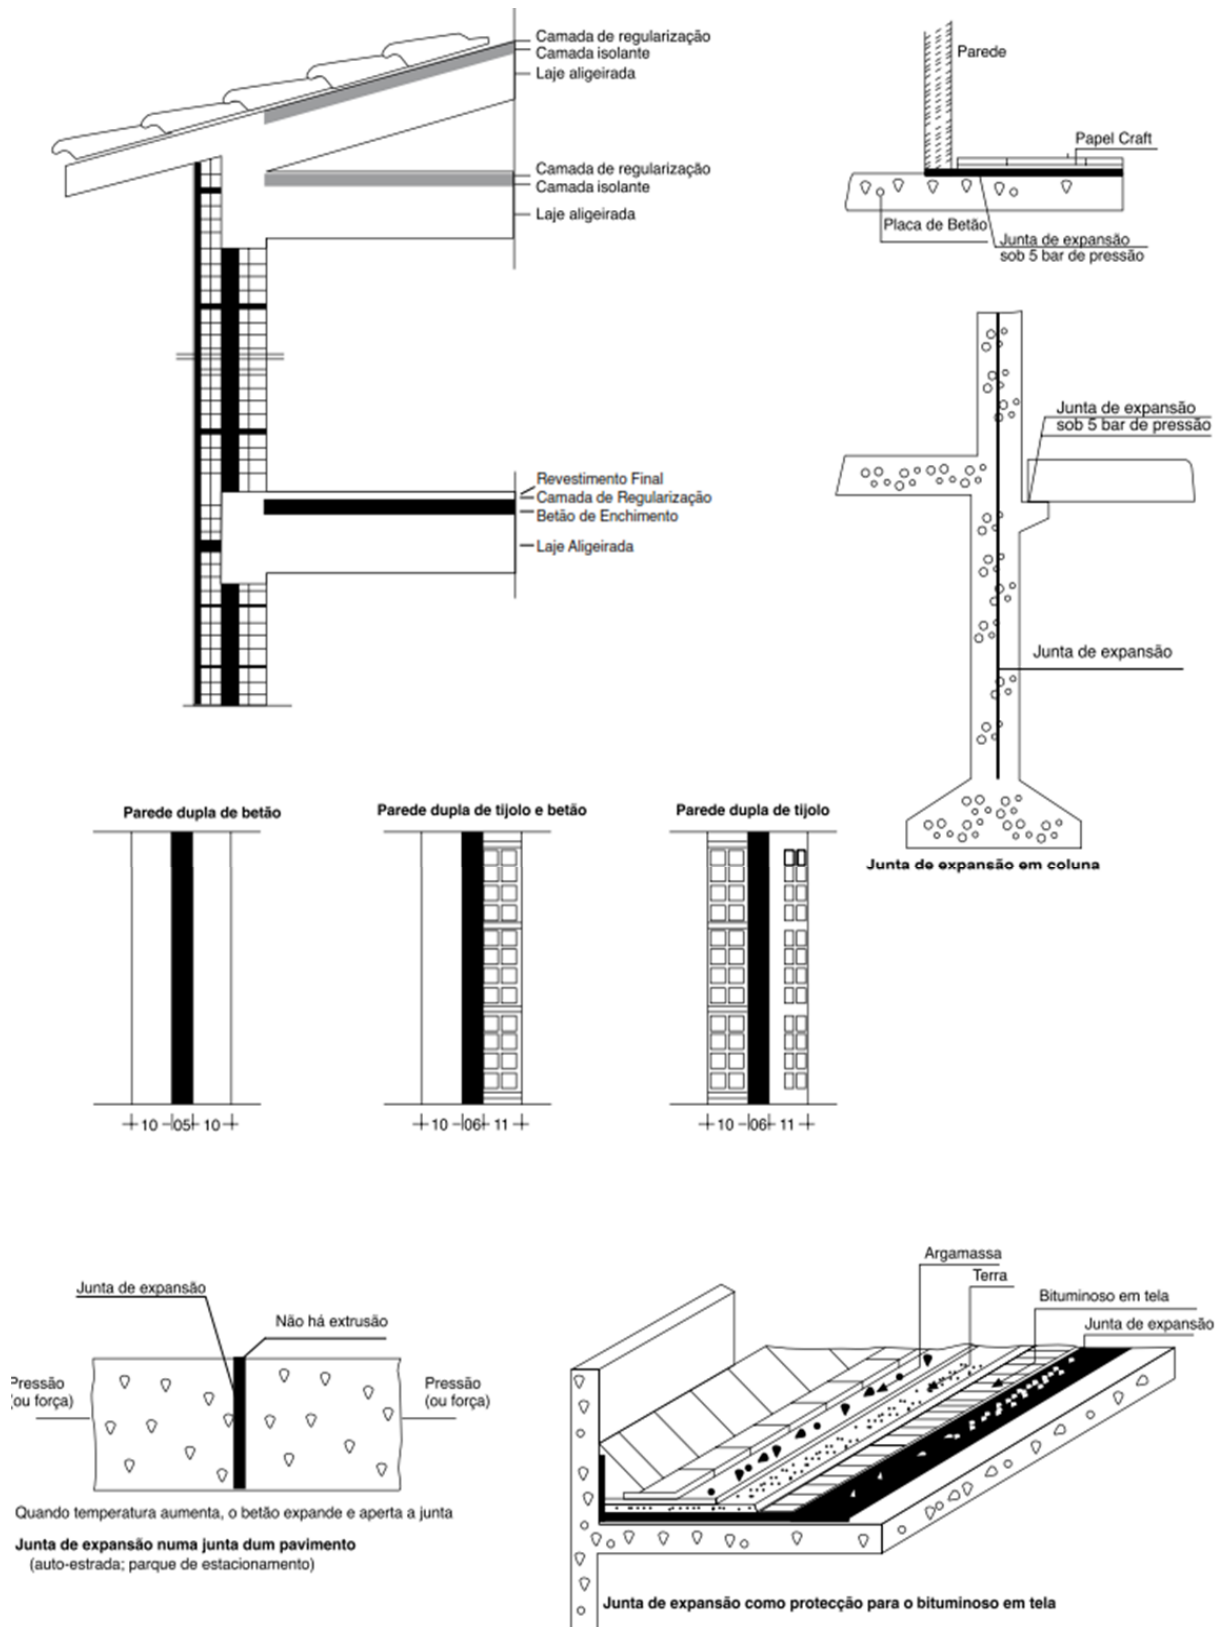 Camada de regularização
Camada isolante
Laje aligeirada
Camada de regularização
Camada isolante
Laje aligeirada
Revestimento Final
Camada de Regularização
Betão de Enchimento
Laje Aligeirada
Parede
Papel Craft
Placa de Betão
Junta de expansão
sob 5 bar de pressão
Junta de expansão
sob 5 bar de pressão
Junta de expansão
Junta de expansão em coluna
Parede dupla de betão
10 05 10
Parede dupla de tijolo e betão
10 06 11
Parede dupla de tijolo
10 06 11
Junta de expansão
Não há extrusão
Pressão
(ou força)
Pressão
(ou força)
Quando temperatura aumenta, o betão expande e aperta a junta
Junta de expansão numa junta dum pavimento
(auto-estrada; parque de estacionamento)
Argamassa
Terra
Bituminoso em tela
Junta de expansão
Junta de expansão como protecção para o bituminoso em tela